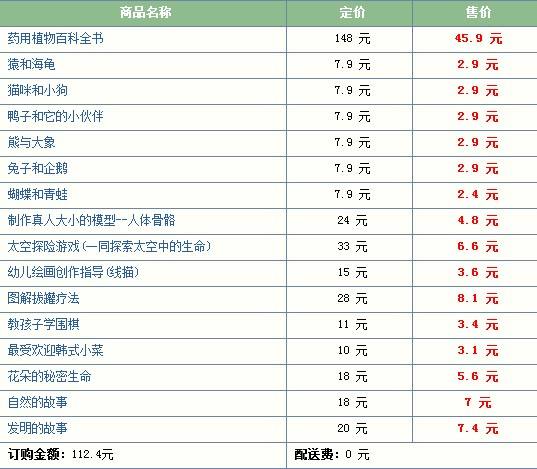 商品名称 定价 售价
药用植物百科全书 148 元 45.9 元
猿和海龟 7.9 元 2.9 元
猫咪和小狗 7.9 元 2.9 元
鸭子和它的小伙伴 7.9 元 2.9 元
熊与大象 7.9 元 2.9 元
兔子和企鹅 7.9 元 2.9 元
蝴蝶和青蛙 7.9 元 2.4 元
制作真人大小的模型--人体骨骼 24 元 4.8 元
太空探险游戏(一同探索太空中的生命) 33 元 6.6 元
幼儿绘画创作指导(线描) 15 元 3.6 元
图解拔罐疗法 28 元 8.1 元
教孩子学围棋 11 元 3.4 元
最受欢迎韩式小菜 10 元 3.1 元
花朵的秘密生命 18 元 5.6 元
自然的故事 18 元 7 元
发明的故事 20 元 7.4 元
订购金额：112.4元 配送费：0 元